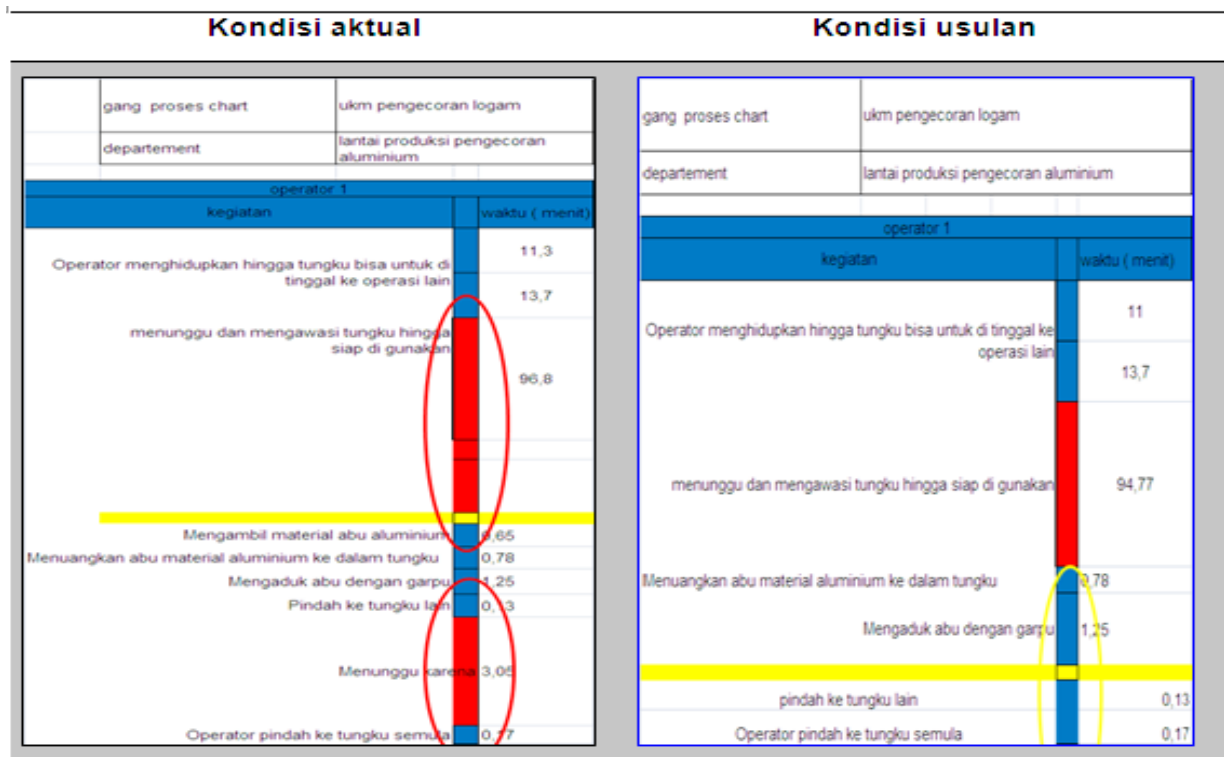 Kondisi aktual
Kondisi usulan
gang proses chart
ukm pengecoran logam
departement
lantai produksi pengecoran
aluminium
operator 1
kegiatan
waktu ( menit)
Operator menghidupkan hingga tungku bisa untuk di
tinggal ke operasi lain
11,3
13,7
menunggu dan mengawasi tungku hingga
siap di gunakan
96,8
Mengambil material abu aluminium
0,65
Menuangkan abu material aluminium ke dalam tungku
0,78
Mengaduk abu dengan garpu
1,25
Pindah ke tungku lain
0,13
Menunggu karena
3,05
Operator pindah ke tungku semula
0,17
gang proses chart
ukm pengecoran logam
departement
lantai produksi pengecoran aluminium
operator 1
kegiatan
waktu ( menit)
Operator menghidupkan hingga tungku bisa untuk di tinggal ke
operasi lain
11
13,7
menunggu dan mengawasi tungku hingga siap di gunakan
94,77
Menuangkan abu material aluminium ke dalam tungku
0,78
Mengaduk abu dengan garpu
1,25
pindah ke tungku lain
0,13
Operator pindah ke tungku semula
0,17